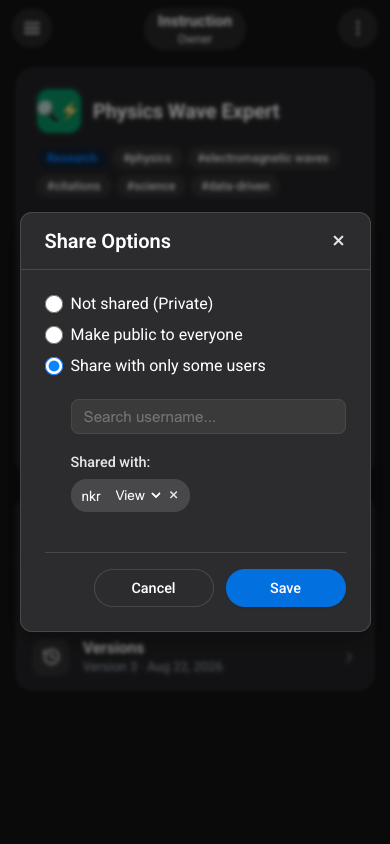 Instruction
Owner
Physics Wave Expert
#research #physics #electromagnetic waves
#citations #science #data-driven
Share Options
Not shared (Private)
Make public to everyone
Share with only some users
Search username...
Shared with:
nkr View
Cancel Save
Versions
Version 3 · Aug 22, 2026